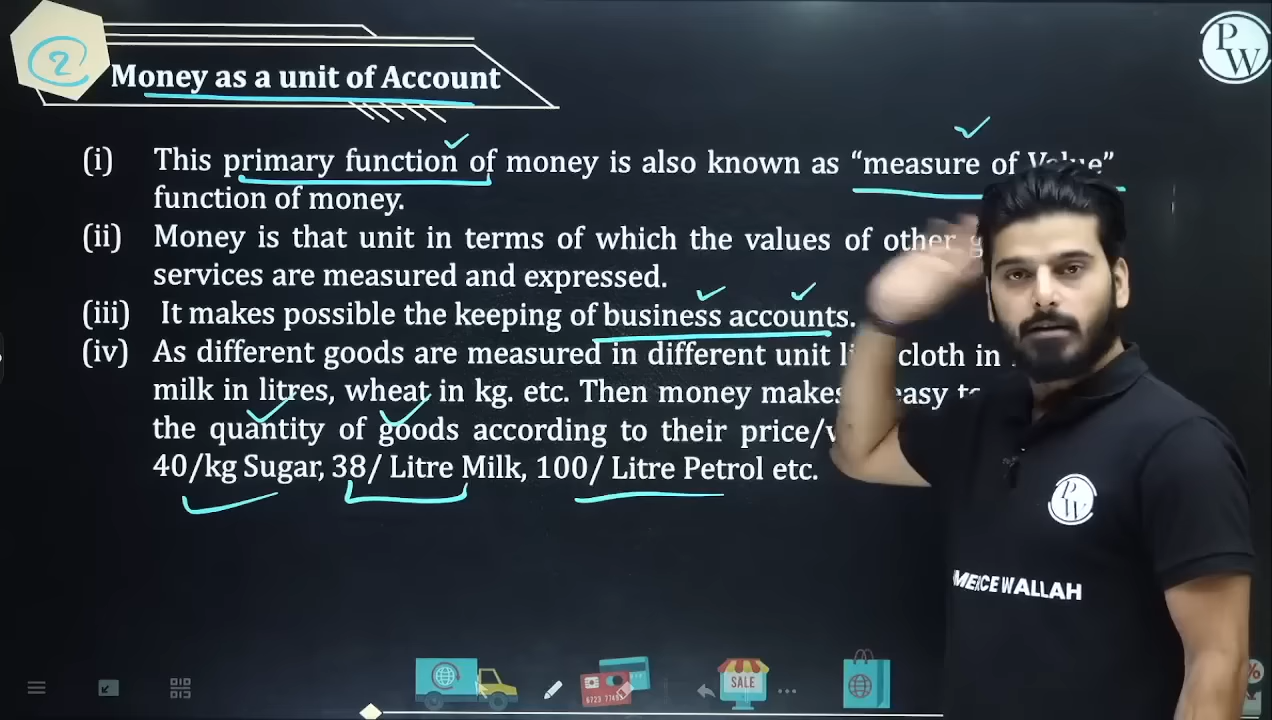 2
Money as a unit of Account
PW
(i) This primary function of money is also known as “measure of Value”
function of money.
(ii) Money is that unit in terms of which the values of other
services are measured and expressed.
(iii) It makes possible the keeping of business accounts.
(iv) As different goods are measured in different unit cloth in
milk in litres, wheat in kg. etc. Then money makes easy
the quantity of goods according to their
40/kg Sugar, 38/ Litre Milk, 100/ Litre Petrol etc.
PW
WALLAH
SALE
%